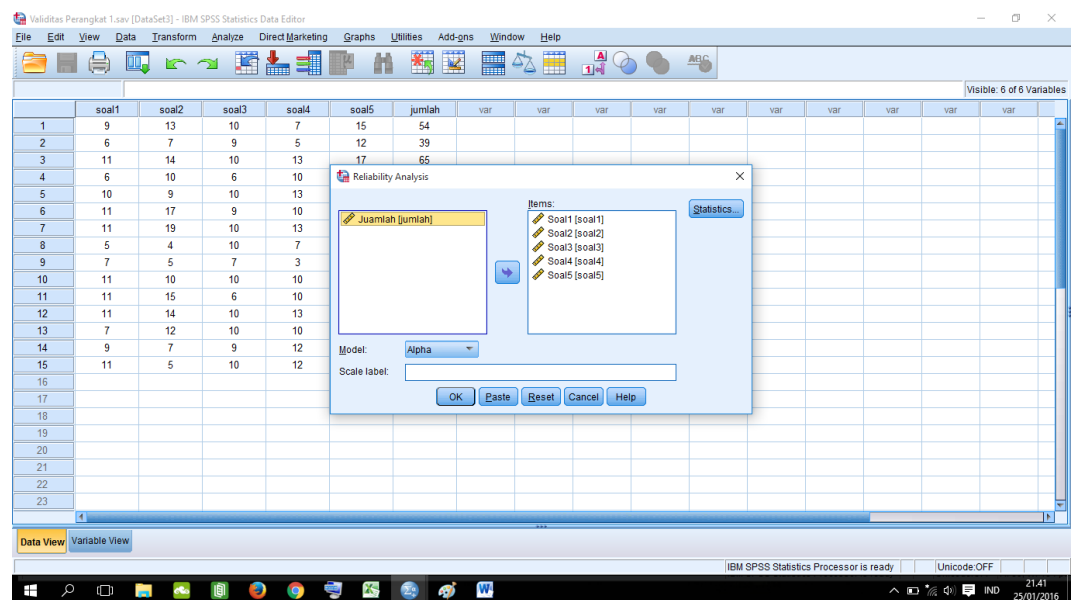 Validitas Perangkat 1.sav [DataSet3] - IBM SPSS Statistics Data Editor
File Edit View Data Transform Analyze Direct Marketing Graphs Utilities Add-ons Window Help
Visible: 6 of 6 Variables
soal1 soal2 soal3 soal4 soal5 jumlah var var var var var var var var var var
1 9 13 10 7 15 54
2 6 7 9 5 12 39
3 11 14 10 13 17 65
4 6 10 6 10
5 10 9 10 13
6 11 17 9 10
7 11 19 10 13
8 5 4 10 7
9 7 5 7 3
10 11 10 10 10
11 11 15 6 10
12 11 14 10 13
13 7 12 10 10
14 9 7 9 12
15 11 5 10 12
16
17
18
19
20
21
22
23
Reliability Analysis
Items:
Juamlah [jumlah]
Soal1 [soal1]
Soal2 [soal2]
Soal3 [soal3]
Soal4 [soal4]
Soal5 [soal5]
Statistics...
Model: Alpha
Scale label:
OK Paste Reset Cancel Help
Data View Variable View
IBM SPSS Statistics Processor is ready Unicode:OFF
IND 21.41
25/01/2016